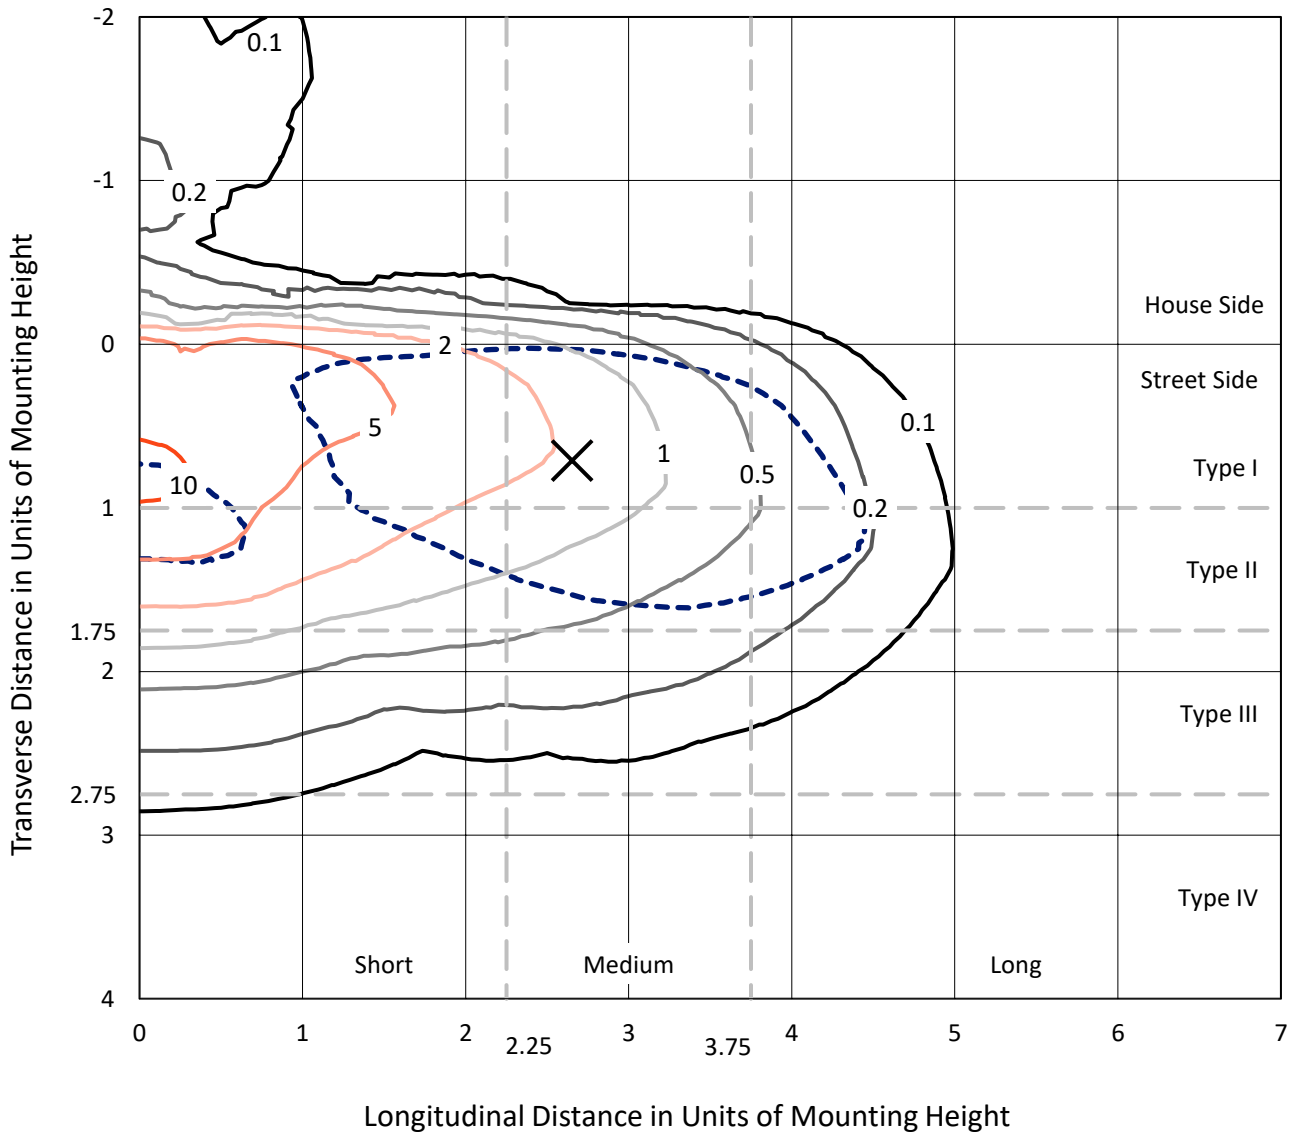 -2
0.1
-1
0.2
House Side
0
2
Street Side
0.1
5
1
Type I
0.5
10
1
0.2
Type II
1.75
2
Type III
2.75
3
Type IV
Short
Medium
Long
4
0
1
2
3
4
5
6
7
2.25
3.75
Longitudinal Distance in Units of Mounting Height
Transverse Distance in Units of Mounting Height